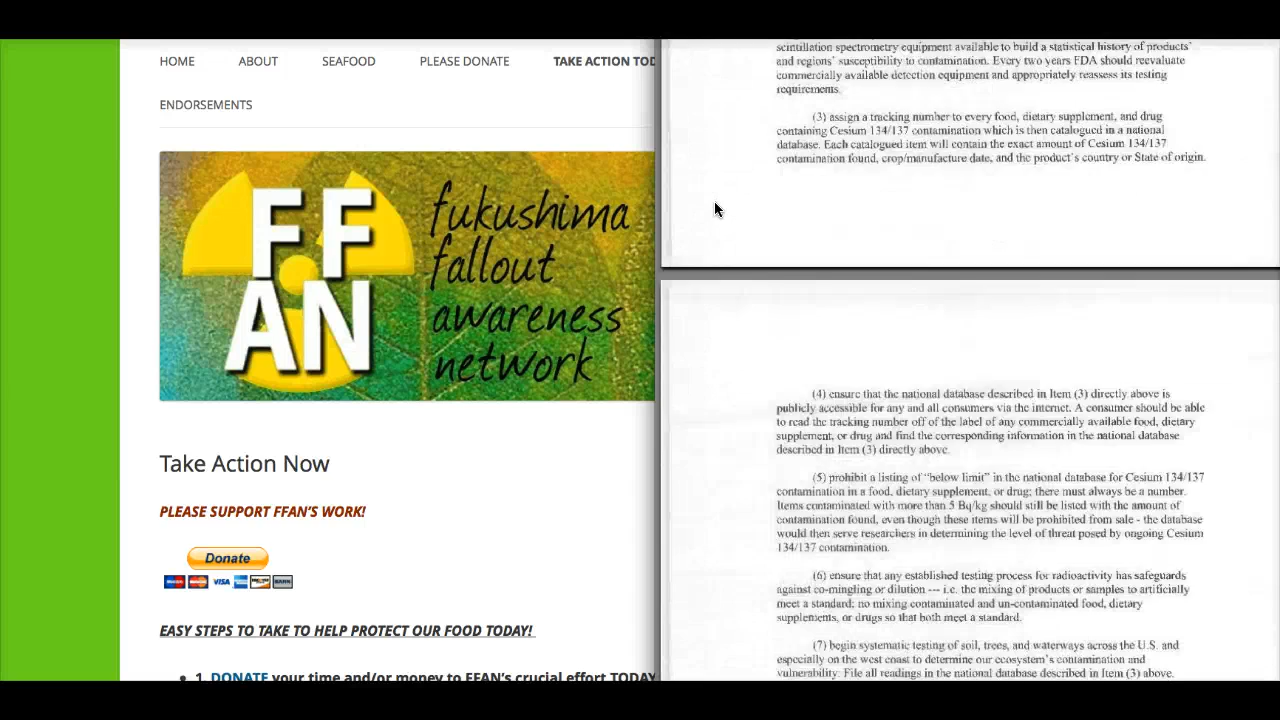 HOME ABOUT SEAFOOD PLEASE DONATE TAKE ACTION TOD
ENDORSEMENTS
FFAN
fukushima
fallout
awareness
network
Take Action Now
PLEASE SUPPORT FFAN'S WORK!
Donate
VISA
EASY STEPS TO TAKE TO HELP PROTECT OUR FOOD TODAY!
• 1. DONATE your time and/or money to FFAN's crucial effort TODAY
scintillation spectrometry equipment available to build a statistical history of products'
and regions' susceptibility to contamination. Every two years FDA should reevaluate
commercially available detection equipment and appropriately reassess its testing
requirements.
(3) assign a tracking number to every food, dietary supplement, and drug
containing Cesium 134/137 contamination which is then catalogued in a national
database. Each catalogued item will contain the exact amount of Cesium 134/137
contamination found, crop/manufacture date, and the product's country or State of origin.
(4) ensure that the national database described in Item (3) directly above is
publicly accessible for any and all consumers via the internet. A consumer should be able
to read the tracking number off of the label of any commercially available food, dietary
supplement, or drug and find the corresponding information in the national database
described in Item (3) directly above.
(5) prohibit a listing of "below limit" in the national database for Cesium 134/137
contamination in a food, dietary supplement, or drug; there must always be a number.
Items contaminated with more than 5 Bq/kg should still be listed with the amount of
contamination found, even though these items will be prohibited from sale - the database
would then serve researchers in determining the level of threat posed by ongoing Cesium
134/137 contamination.
(6) ensure that any established testing process for radioactivity has safeguards
against co-mingling or dilution --- i.e. the mixing of products or samples to artificially
meet a standard; no mixing contaminated and un-contaminated food, dietary
supplements, or drugs so that both meet a standard.
(7) begin systematic testing of soil, trees, and waterways across the U.S. and
especially on the west coast to determine our ecosystem's contamination and
vulnerability. File all readings in the national database described in Item (3) above.